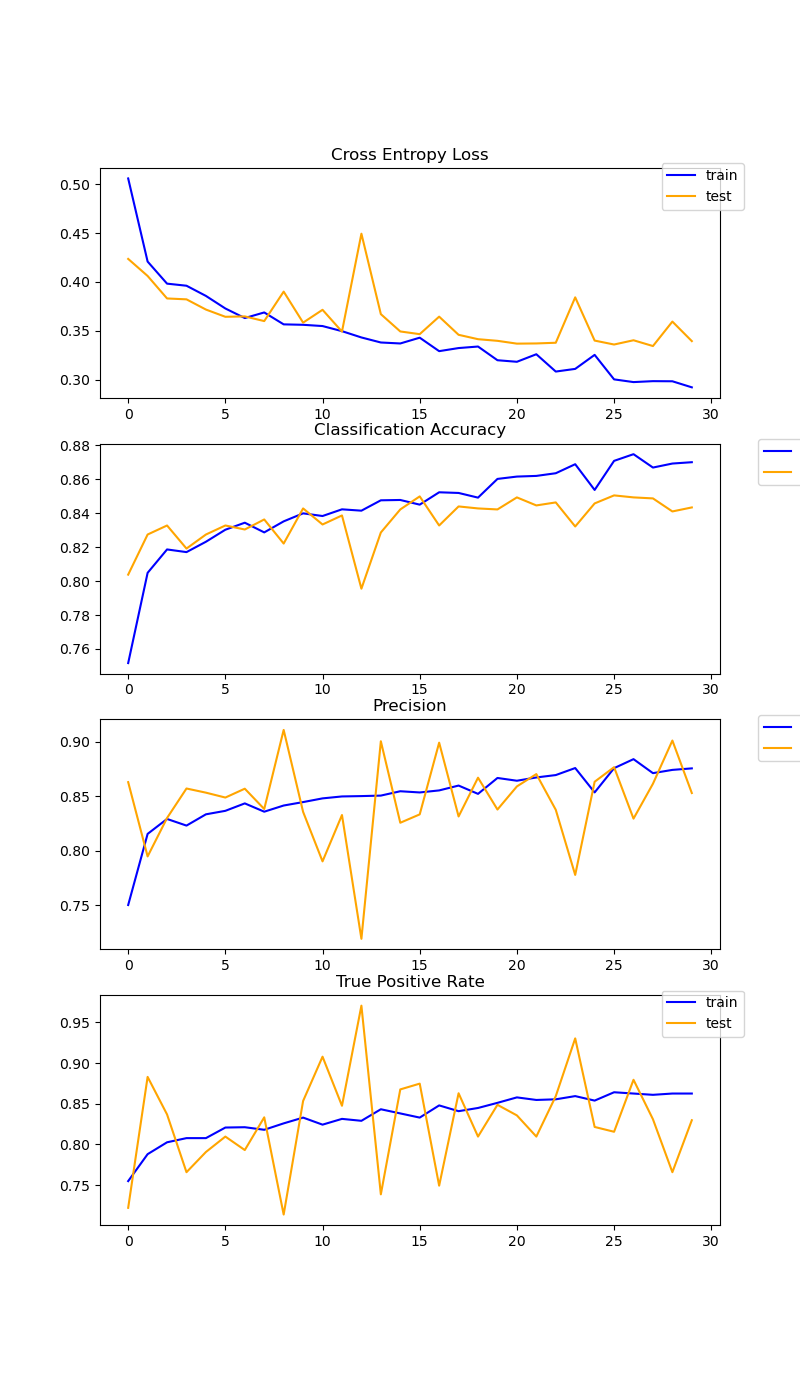 Cross Entropy Loss
train
test
0.50
0.45
0.40
0.35
0.30
0 5 10 15 20 25 30
Classification Accuracy
0.88
0.86
0.84
0.82
0.80
0.78
0.76
0 5 10 15 20 25 30
Precision
0.90
0.85
0.80
0.75
0 5 10 15 20 25 30
True Positive Rate
train
test
0.95
0.90
0.85
0.80
0.75
0 5 10 15 20 25 30